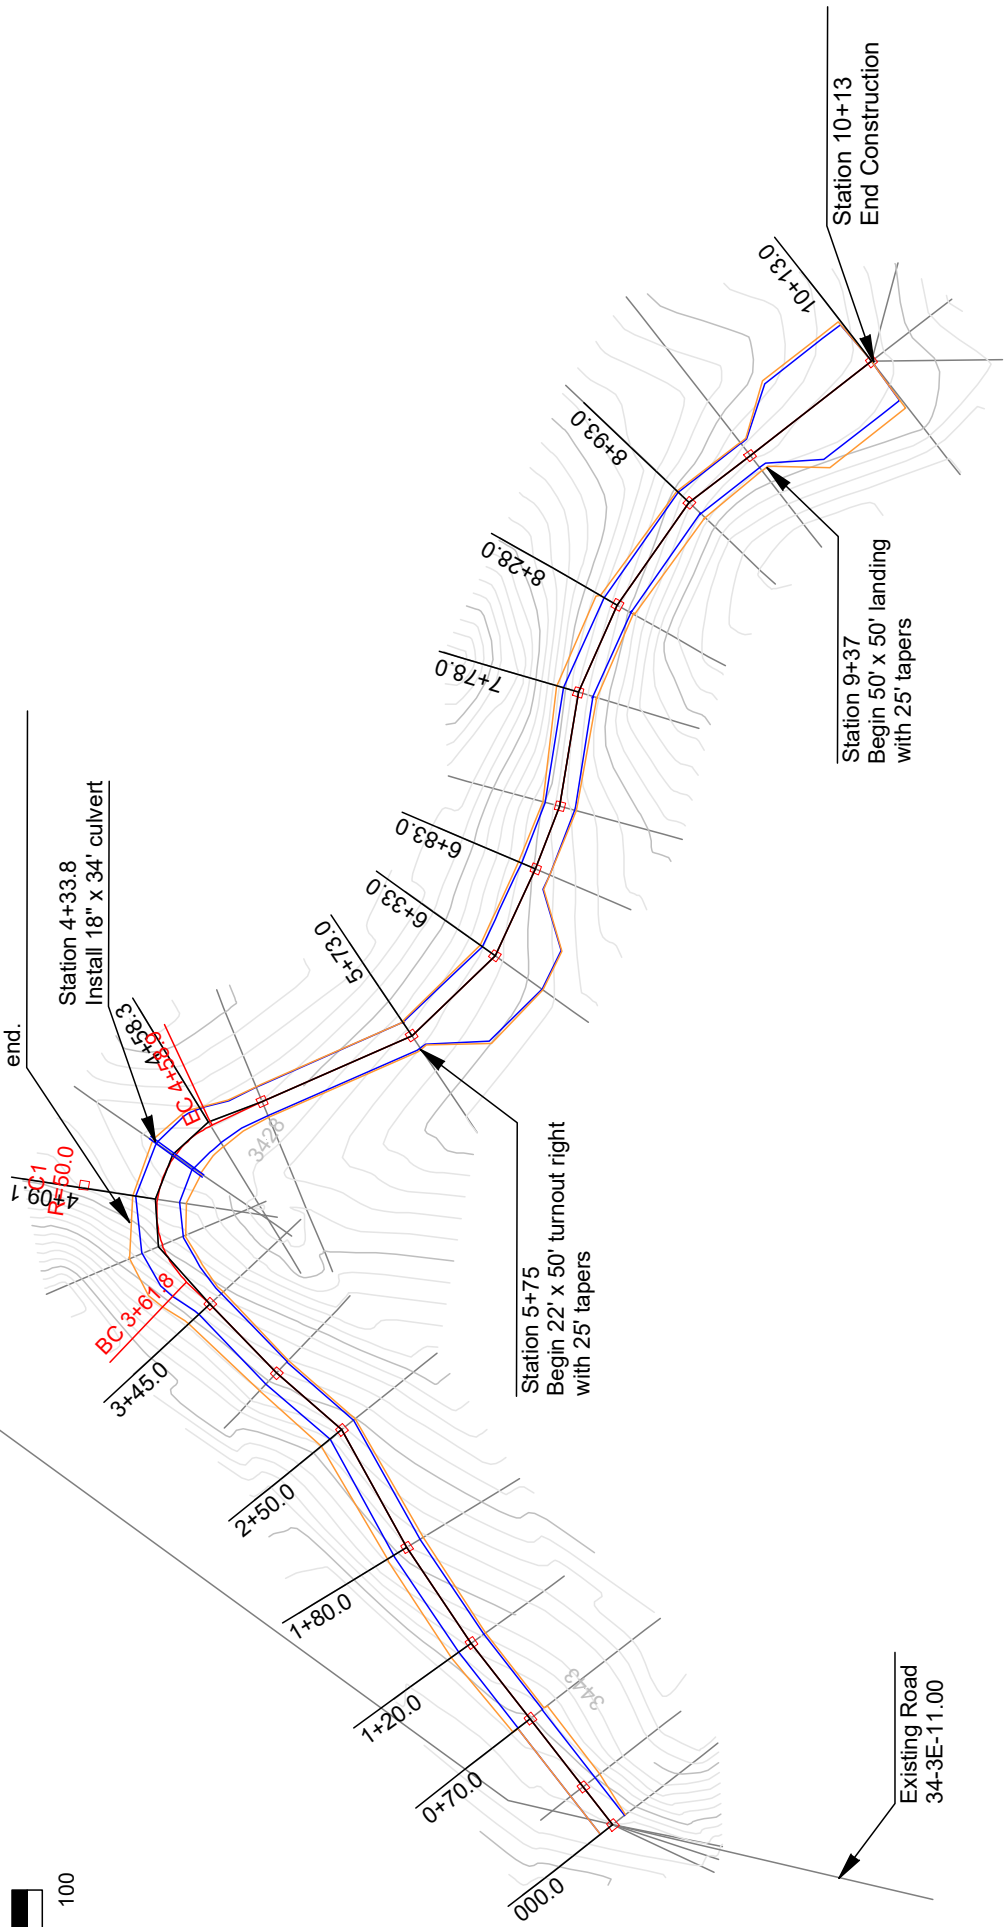 end.
Station 4+33.8
Install 18" x 34' culvert
C1
R=50.0
4+09.1
4+58.3
EC 4+58.9
BC 3+61.8
3+45.0
2+50.0
1+80.0
1+20.0
0+70.0
000.0
3428
3443
5+73.0
6+33.0
6+83.0
7+78.0
8+28.0
8+93.0
10+13.0
Station 10+13
End Construction
Station 9+37
Begin 50' x 50' landing
with 25' tapers
Station 5+75
Begin 22' x 50' turnout right
with 25' tapers
Existing Road
34-3E-11.00
100